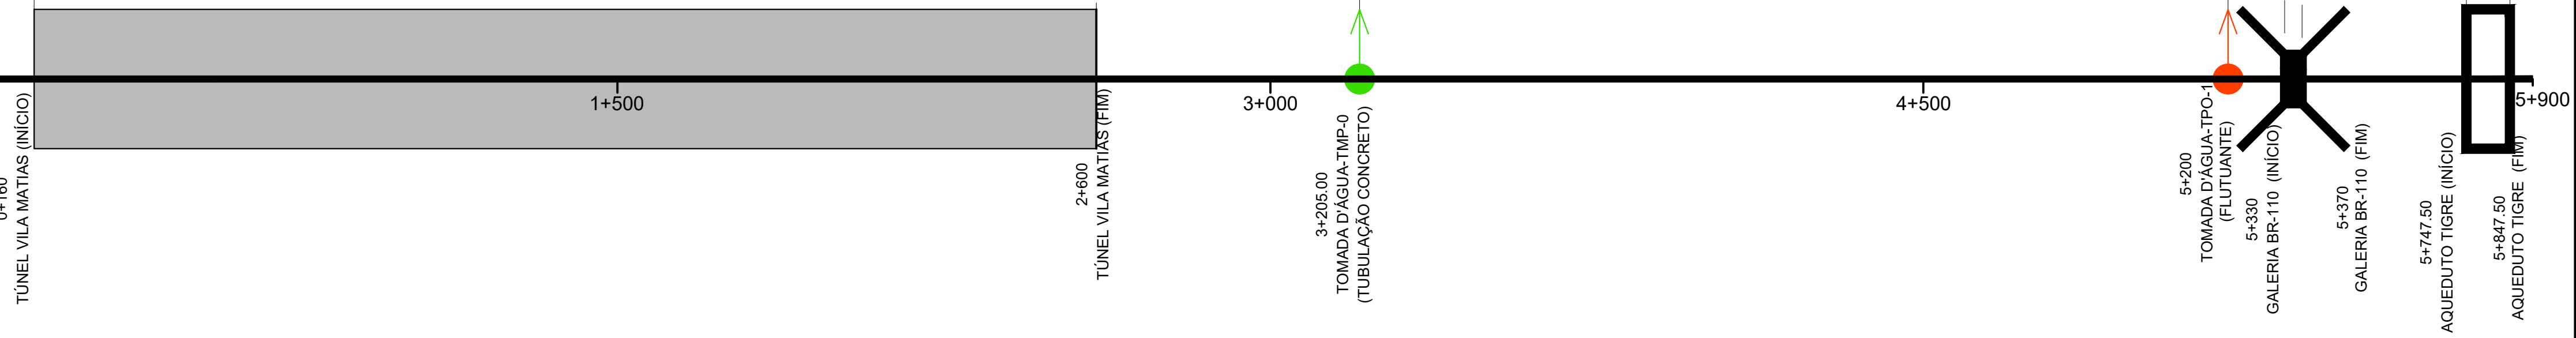 1+500
3+000
4+500
5+900
0+160
TÚNEL VILA MATIAS (INÍCIO)
2+600
TÚNEL VILA MATIAS (FIM)
3+205.00
TOMADA D'ÁGUA-TMP-0
(TUBULAÇÃO CONCRETO)
5+200
TOMADA D'ÁGUA-TPO-1
(FLUTUANTE)
5+330
GALERIA BR-110 (INÍCIO)
5+370
GALERIA BR-110 (FIM)
5+747.50
AQUEDUTO TIGRE (INÍCIO)
5+847.50
AQUEDUTO TIGRE (FIM)